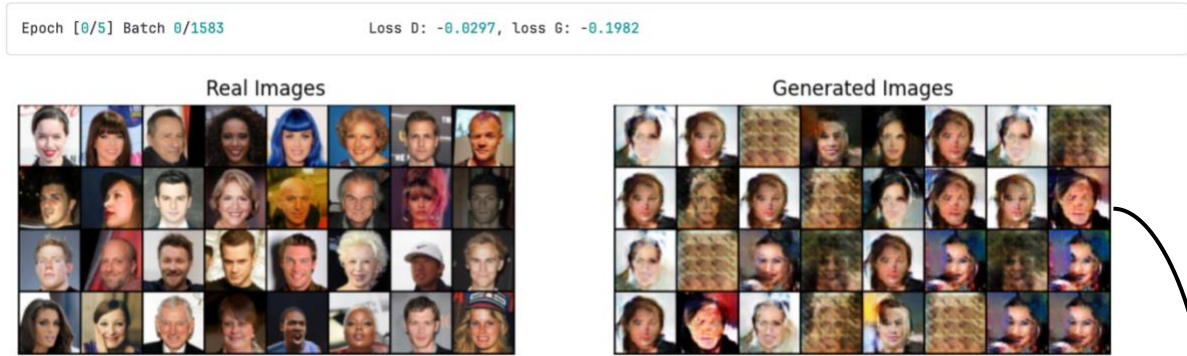 Epoch [0/5] Batch 0/1583 Loss D: -0.0297, loss G: -0.1982
Real Images
Generated Images